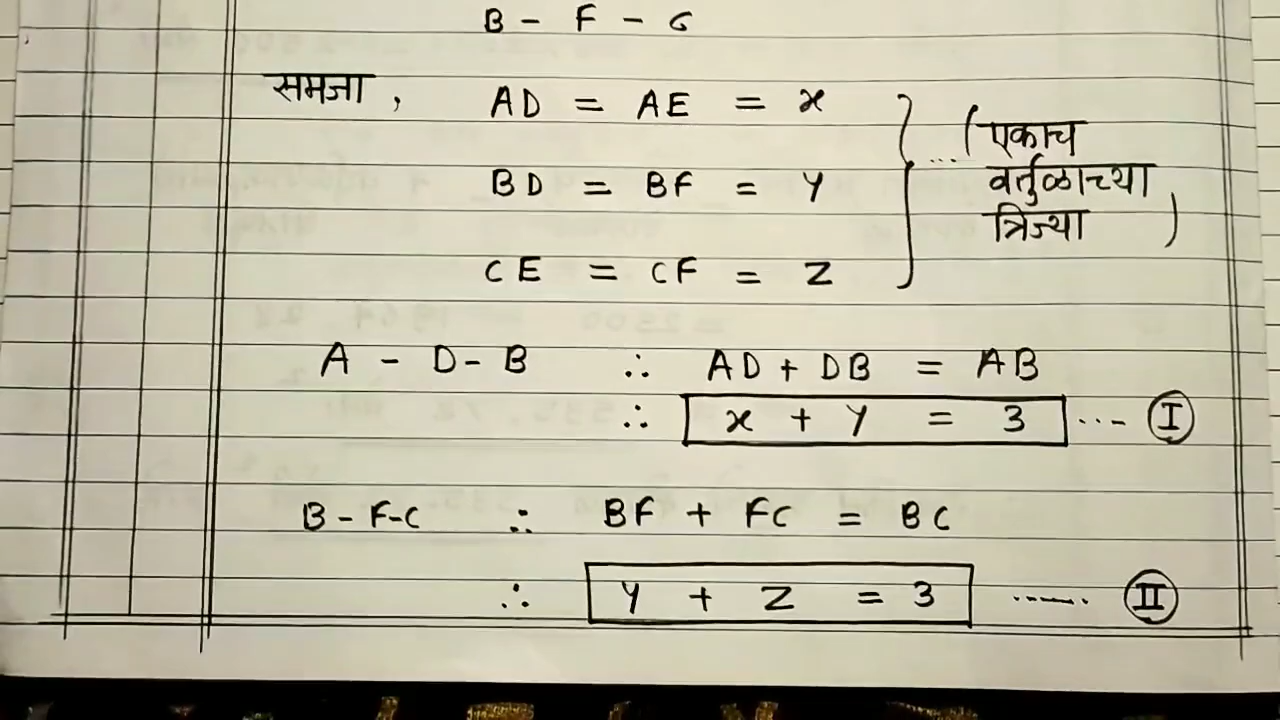 B - F - C
समजा, AD = AE = x
BD = BF = y
CE = CF = z
... (एकाच
वर्तुळाच्या
त्रिज्या)
A - D - B ∴ AD + DB = AB
∴ x + y = 3 ... Ⓘ
B - F - C ∴ BF + FC = BC
∴ y + z = 3 ...... II